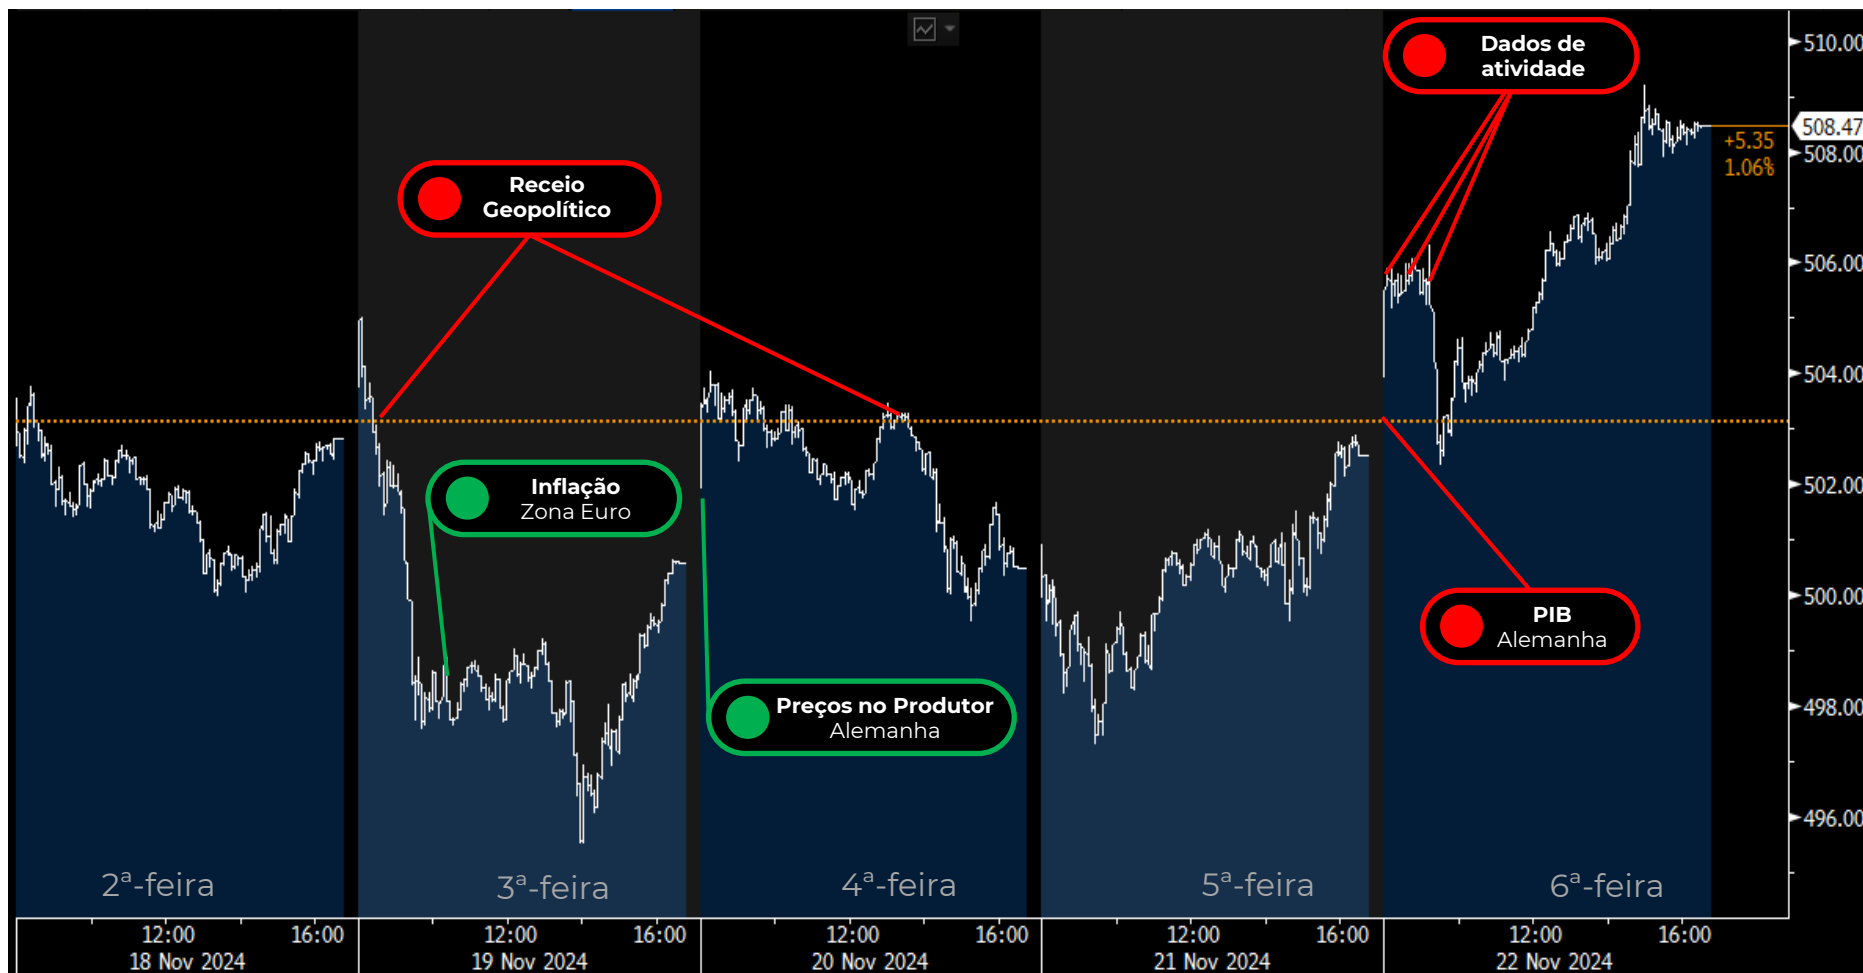 Dados de
atividade
510.00
508.47
+5.35
1.06%
508.00
Receio
Geopolítico
506.00
504.00
Inflação
Zona Euro
502.00
500.00
PIB
Alemanha
Preços no Produtor
Alemanha
498.00
496.00
2ª-feira
3ª-feira
4ª-feira
5ª-feira
6ª-feira
12:00
16:00
12:00
16:00
12:00
16:00
12:00
16:00
12:00
16:00
18 Nov 2024
19 Nov 2024
20 Nov 2024
21 Nov 2024
22 Nov 2024